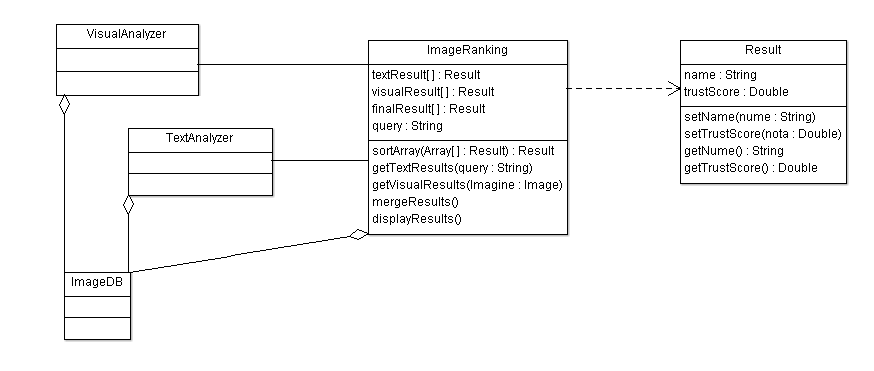 VisualAnalyzer
ImageRanking
textResult[ ] : Result
visualResult[ ] : Result
finalResult[ ] : Result
query : String
sortArray(Array[ ] : Result) : Result
getTextResults(query : String)
getVisualResults(Imagine : Image)
mergeResults()
displayResults()
Result
name : String
trustScore : Double
setName(nume : String)
setTrustScore(nota : Double)
getNume() : String
getTrustScore() : Double
TextAnalyzer
ImageDB